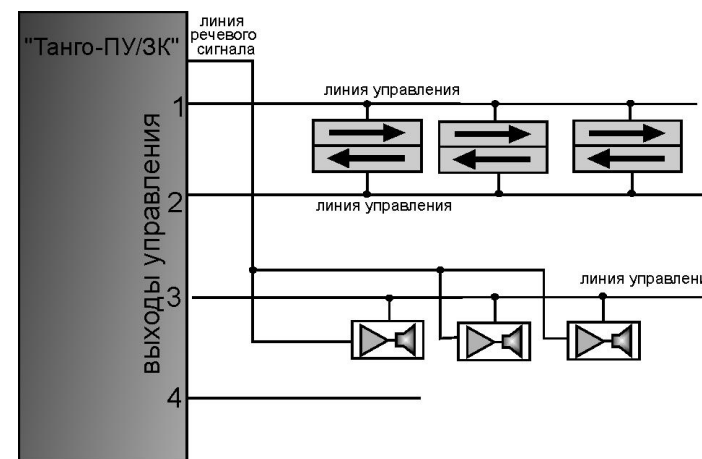 линия
речевого
сигнала
"Танго-ПУ/ЗК"
линия управления
1
выходы управления
2
линия управления
линия управлени
3
4